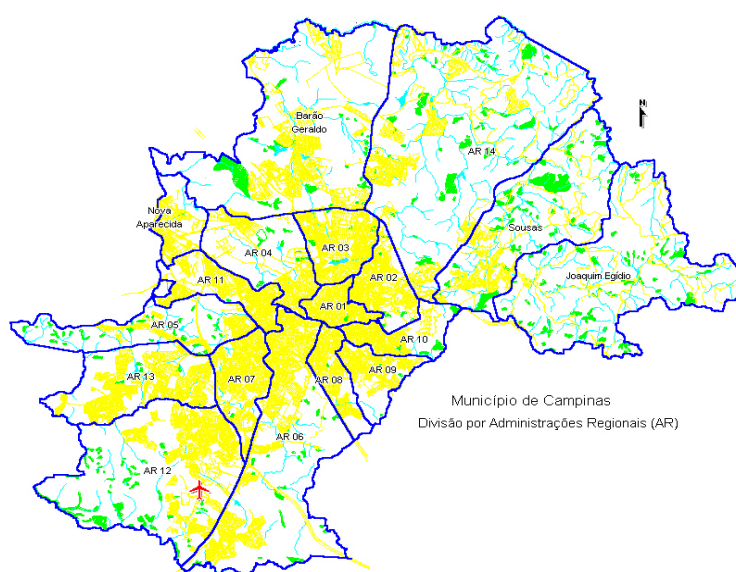 Barão
Geraldo
AR 14
N
Nova
Aparecida
Sousas
AR 03
AR 04
AR 02
Joaquim Egídio
AR 11
AR 01
AR 05
AR 10
AR 09
AR 13
AR 07
AR 08
Município de Campinas
Divisão por Administrações Regionais (AR)
AR 06
AR 12